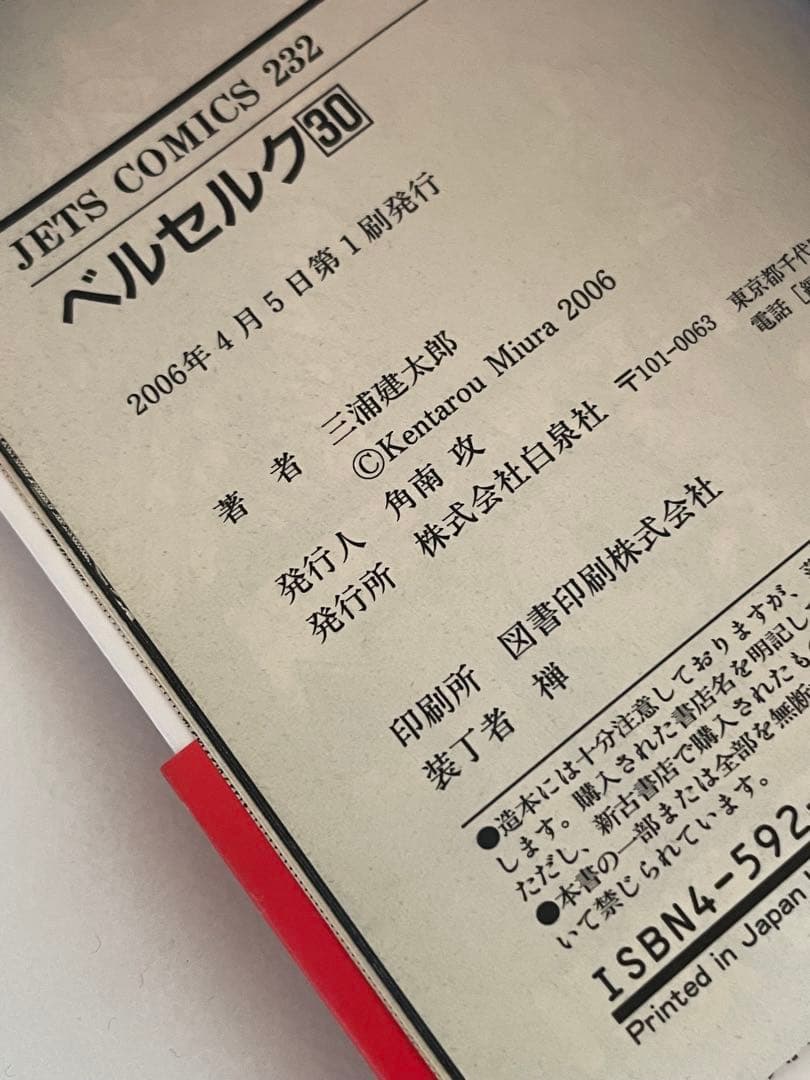 JETS COMICS 232
ベルセルク30
2006年4月5日第1刷発行
著者 三浦建太郎
©Kentarou Miura 2006
発行人 角南 攻
発行所 株式会社白泉社 〒101-0063 東京都千代
電話
印刷所 図書印刷株式会社
装丁者 禅
●造本には十分注意しておりますが、
します。購入された書店名を明記し
ただし、新古書店で購入されたも
●本書の一部または全部を無断
いて禁じられています。
ISBN4-592
Printed in Japan